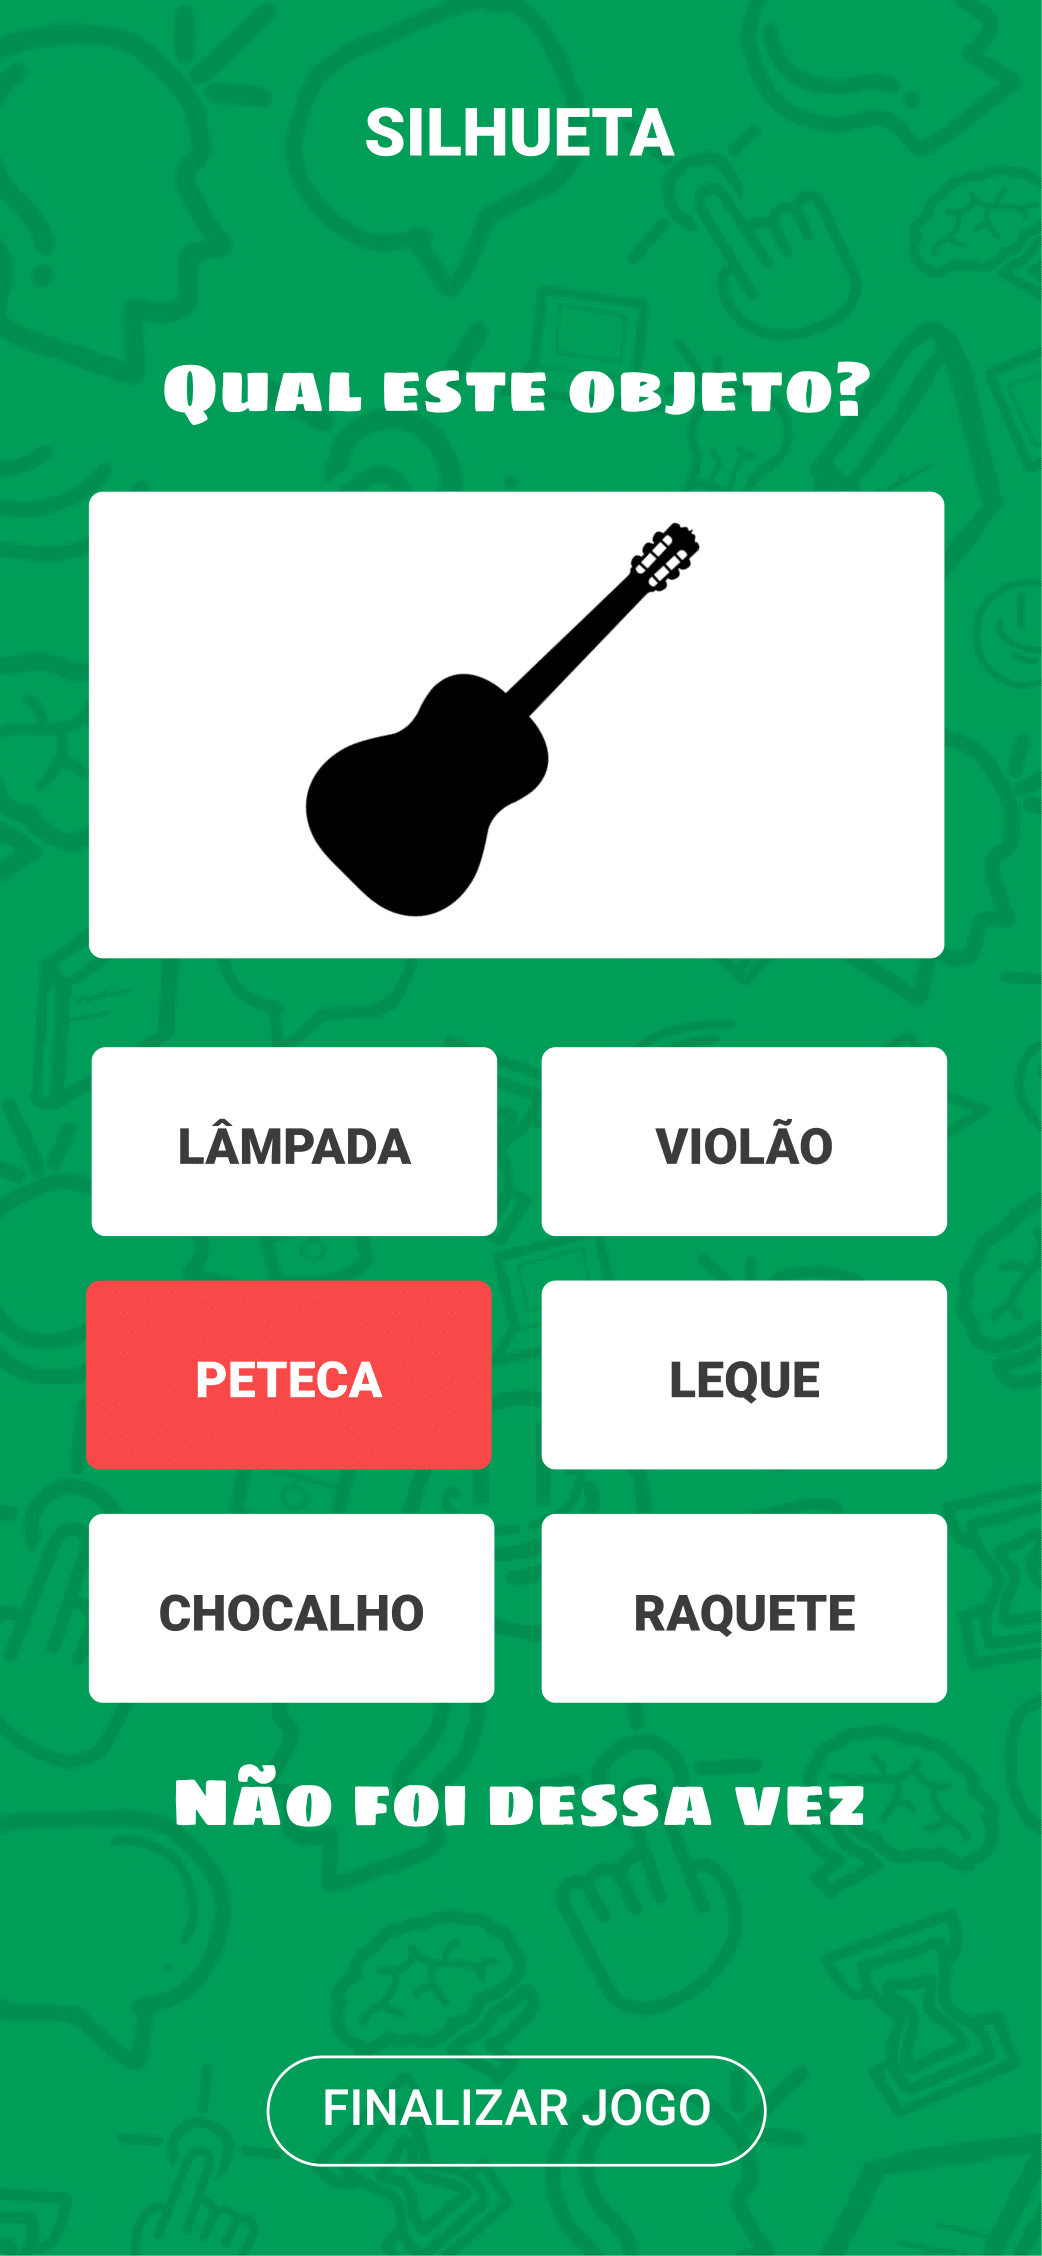 SILHUETA
QUAL ESTE OBJETO?
LÂMPADA
VIOLÃO
PETECA
LEQUE
CHOCALHO
RAQUETE
NÃO FOI DESSA VEZ
FINALIZAR JOGO